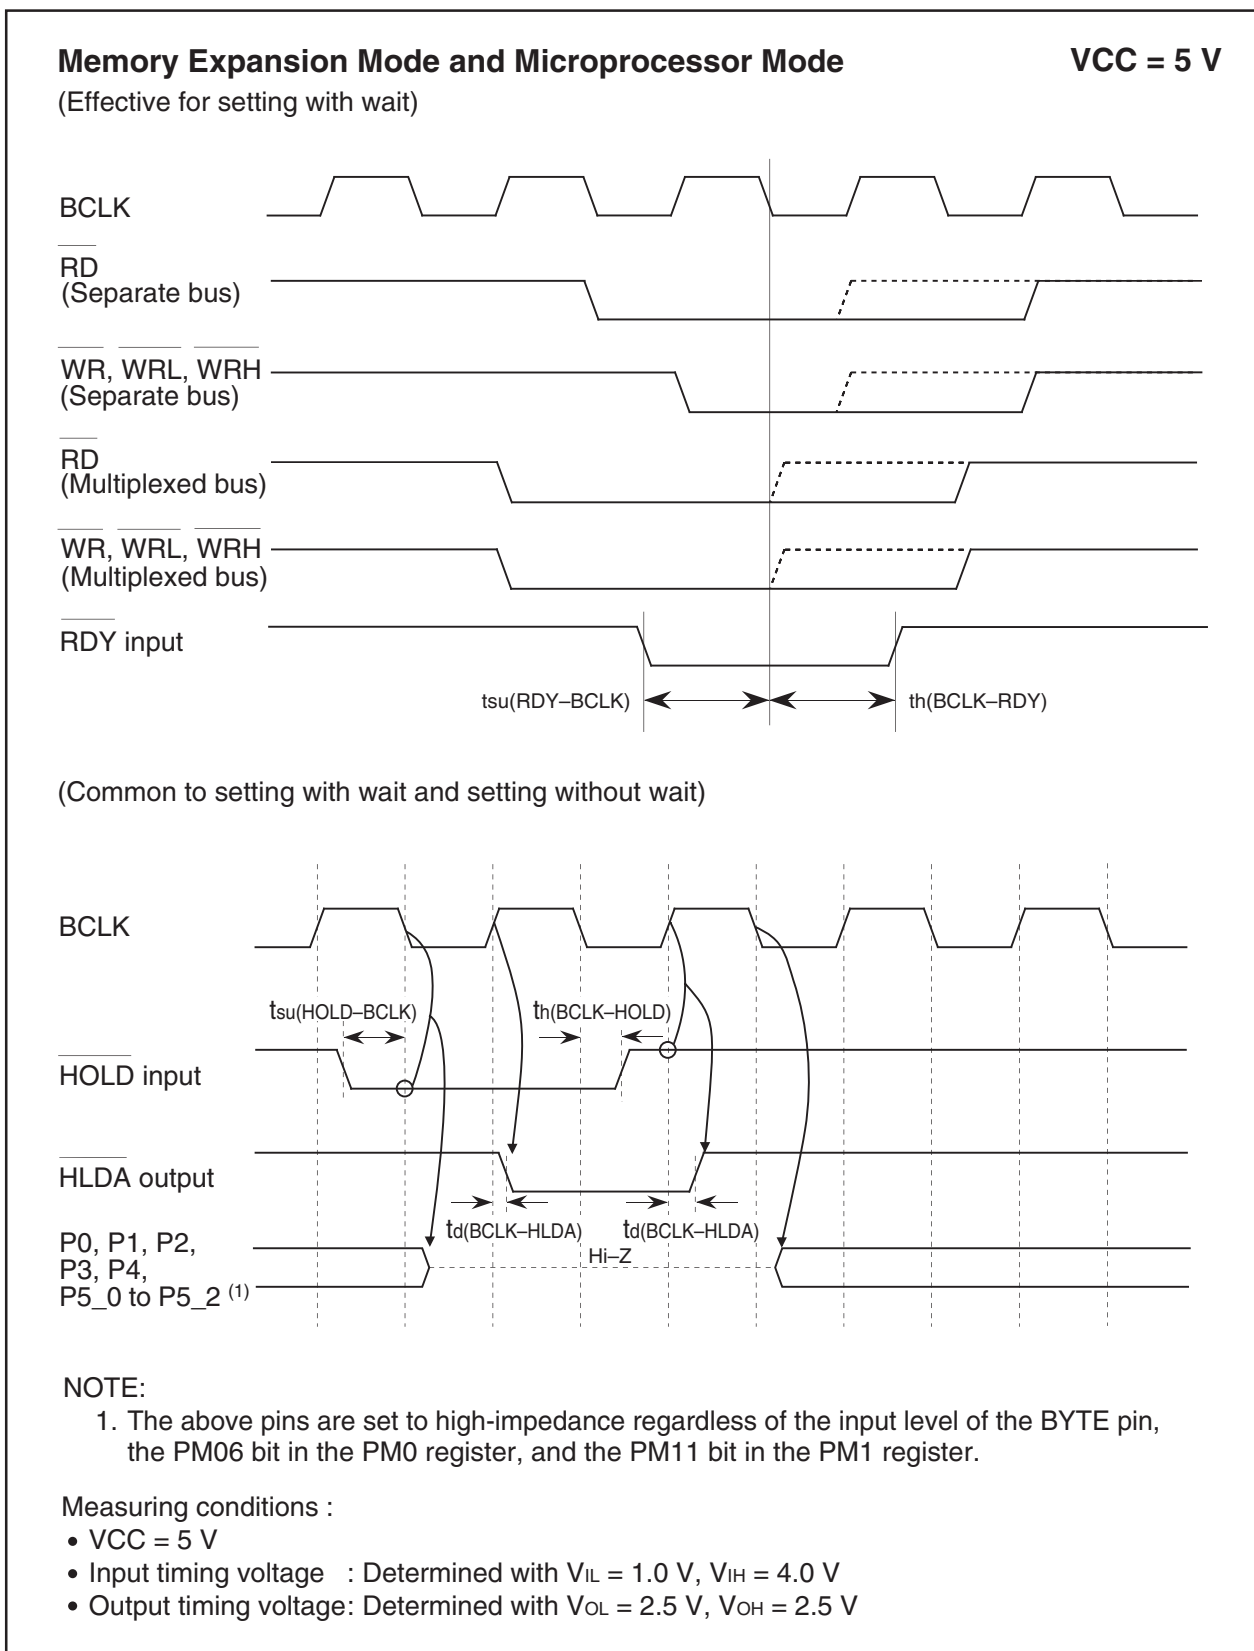 Memory Expansion Mode and Microprocessor Mode VCC = 5 V
(Effective for setting with wait)
BCLK
RD
(Separate bus)
WR, WRL, WRH
(Separate bus)
RD
(Multiplexed bus)
WR, WRL, WRH
(Multiplexed bus)
RDY input
tsu(RDY–BCLK) th(BCLK–RDY)
(Common to setting with wait and setting without wait)
BCLK
tsu(HOLD–BCLK) th(BCLK–HOLD)
HOLD input
HLDA output
td(BCLK–HLDA) td(BCLK–HLDA)
P0, P1, P2,
Hi–Z
P3, P4,
P5_0 to P5_2 (1)
NOTE:
1. The above pins are set to high-impedance regardless of the input level of the BYTE pin,
the PM06 bit in the PM0 register, and the PM11 bit in the PM1 register.
Measuring conditions :
• VCC = 5 V
• Input timing voltage : Determined with VIL = 1.0 V, VIH = 4.0 V
• Output timing voltage: Determined with VOL = 2.5 V, VOH = 2.5 V